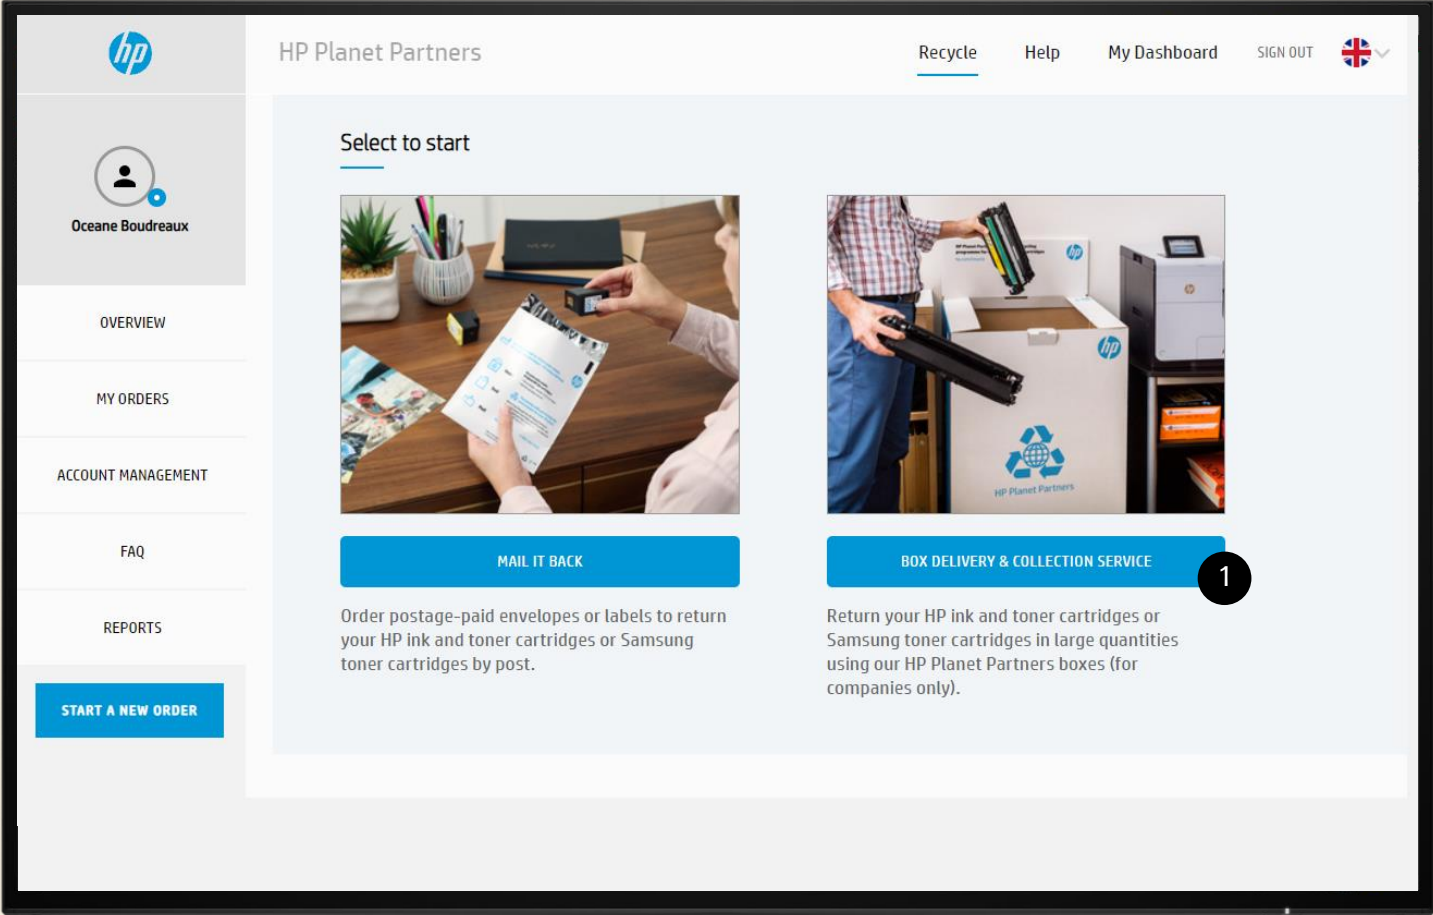 hp
HP Planet Partners
Recycle
Help
My Dashboard
SIGN OUT
Oceane Boudreaux
OVERVIEW
MY ORDERS
ACCOUNT MANAGEMENT
FAQ
REPORTS
START A NEW ORDER
Select to start
hp
hp
HP Planet Partners
MAIL IT BACK
BOX DELIVERY & COLLECTION SERVICE
1
Order postage-paid envelopes or labels to return
your HP ink and toner cartridges or Samsung
toner cartridges by post.
Return your HP ink and toner cartridges or
Samsung toner cartridges in large quantities
using our HP Planet Partners boxes (for
companies only).